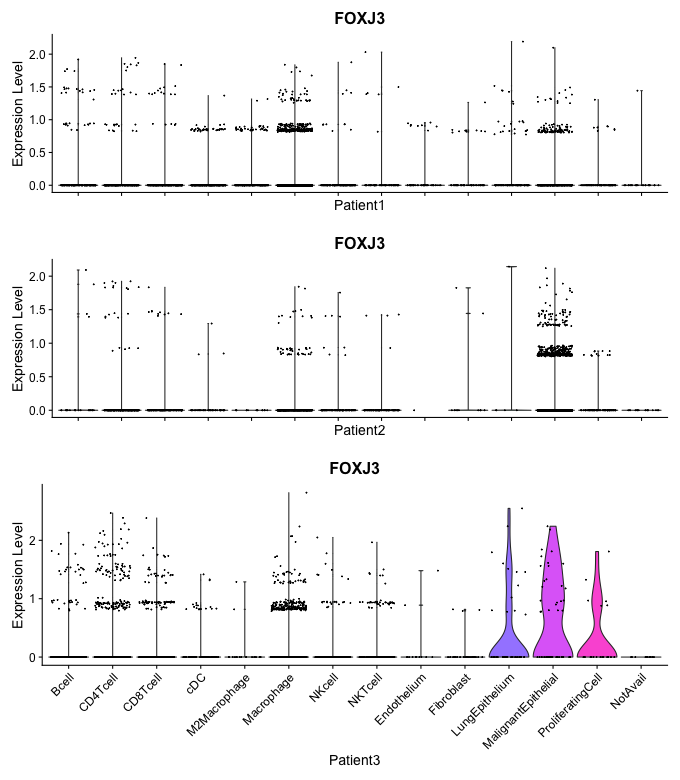 FOXJ3
Expression Level
2.0
1.5
1.0
0.5
0.0
Patient1
FOXJ3
Expression Level
2.0
1.5
1.0
0.5
0.0
Patient2
FOXJ3
Expression Level
2
1
0
Bcell
CD4Tcell
CD8Tcell
cDC
M2Macrophage
Macrophage
NKcell
NKTcell
Endothelium
Fibroblast
LungEpithelium
MalignantEpithelial
ProliferatingCell
NotAvail
Patient3